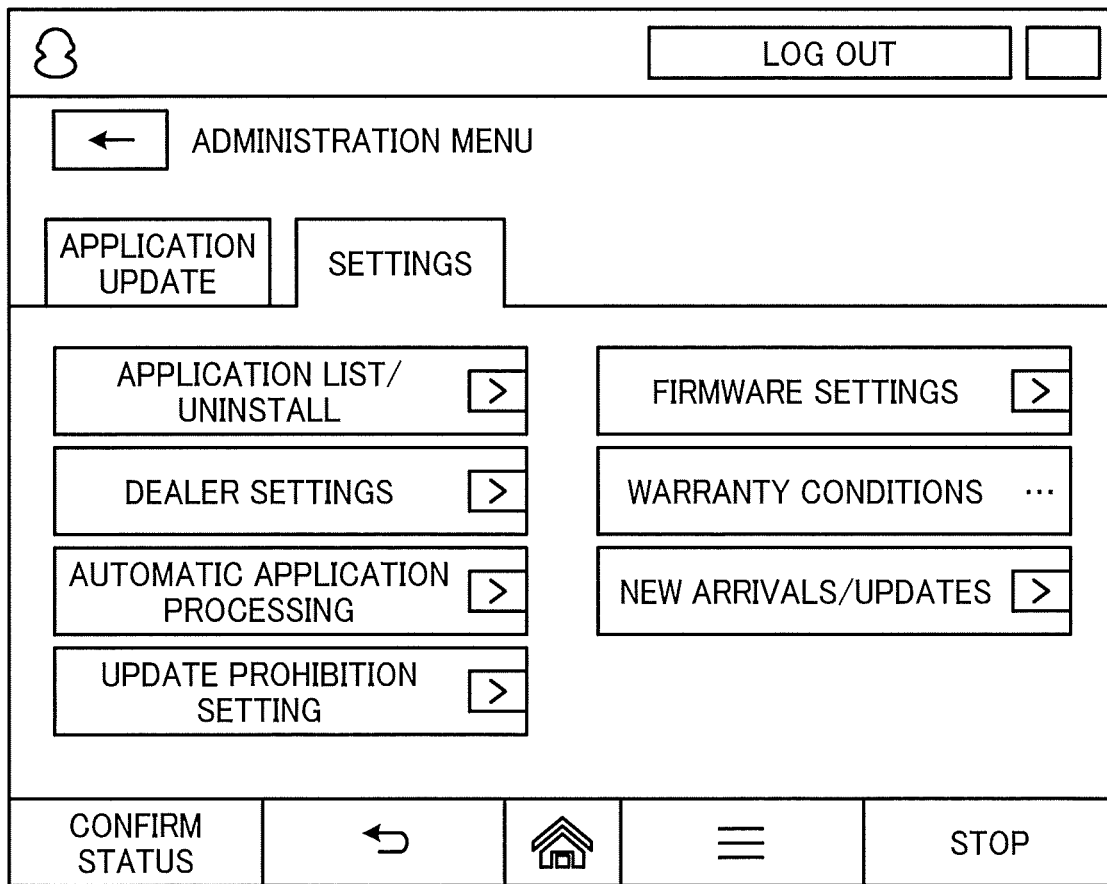 LOG OUT
← ADMINISTRATION MENU
APPLICATION
UPDATE
SETTINGS
APPLICATION LIST/
UNINSTALL
>
FIRMWARE SETTINGS >
DEALER SETTINGS >
WARRANTY CONDITIONS ...
AUTOMATIC APPLICATION
PROCESSING
>
NEW ARRIVALS/UPDATES >
UPDATE PROHIBITION
SETTING
>
CONFIRM
STATUS
STOP